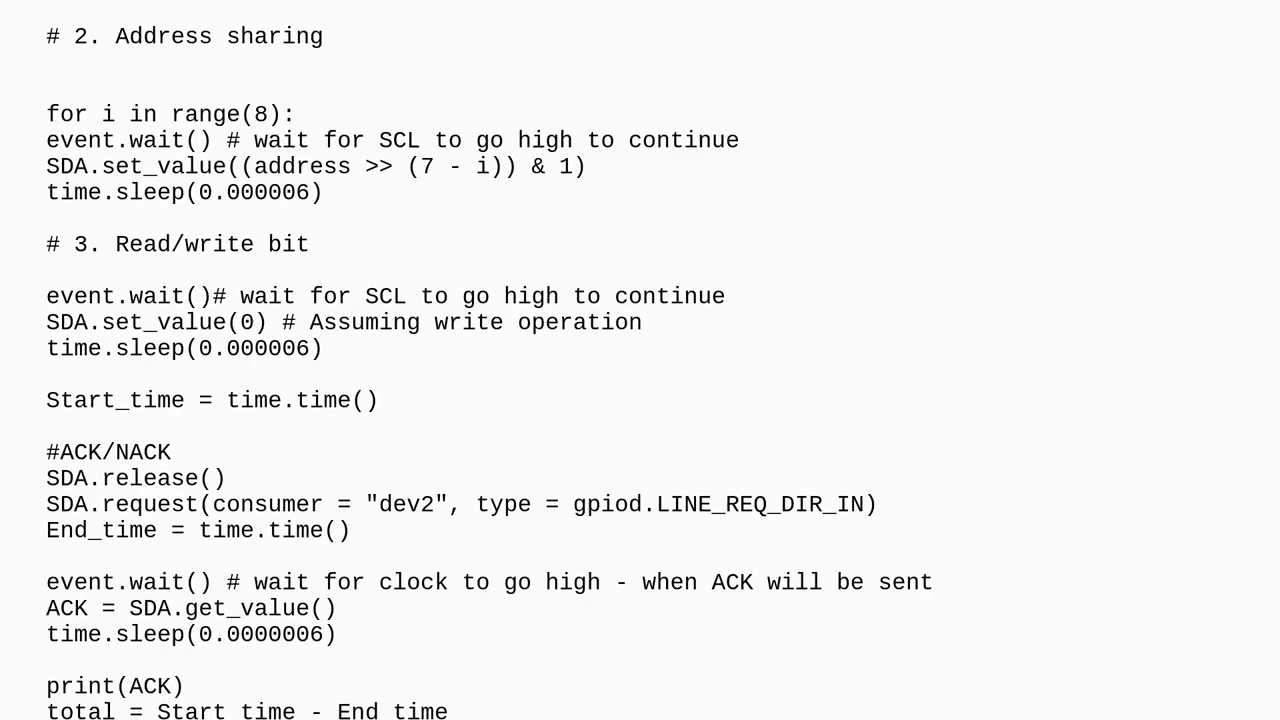 # 2. Address sharing
for i in range(8):
event.wait() # wait for SCL to go high to continue
SDA.set_value((address >> (7 - i)) & 1)
time.sleep(0.000006)
# 3. Read/write bit
event.wait()# wait for SCL to go high to continue
SDA.set_value(0) # Assuming write operation
time.sleep(0.000006)
Start_time = time.time()
#ACK/NACK
SDA.release()
SDA.request(consumer = "dev2", type = gpiod.LINE_REQ_DIR_IN)
End_time = time.time()
event.wait() # wait for clock to go high - when ACK will be sent
ACK = SDA.get_value()
time.sleep(0.0000006)
print(ACK)
total = Start_time - End_time